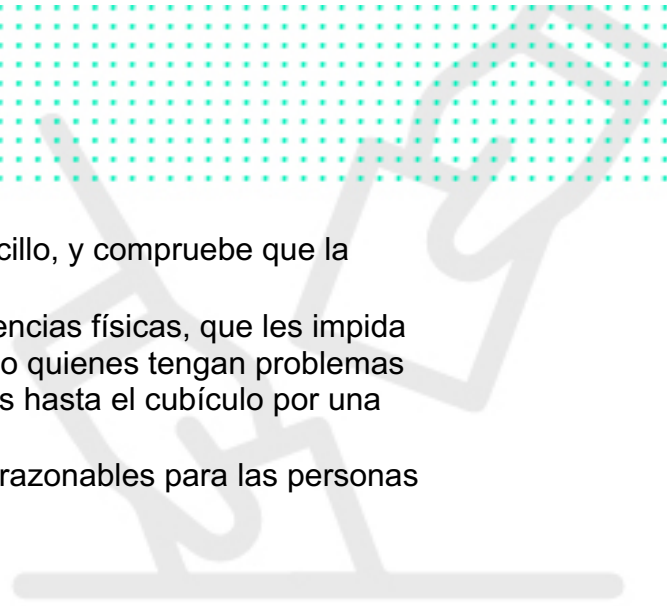 cillo, y compruebe que la
encias físicas, que les impida
o quienes tengan problemas
s hasta el cubículo por una
razonables para las personas